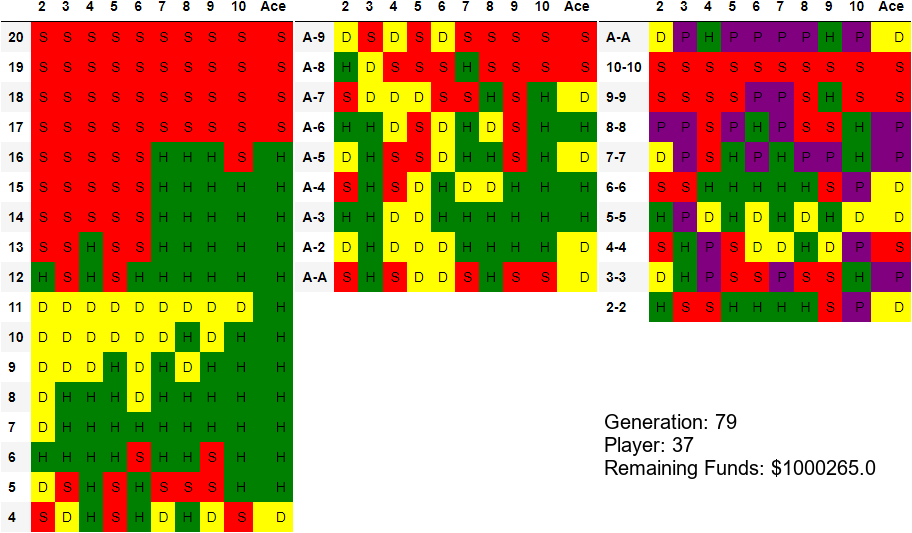 2 3 4 5 6 7 8 9 10 Ace
20 S S S S S S S S S S
19 S S S S S S S S S S
18 S S S S S S S S S S
17 S S S S S S S S S S
16 S S S S S H H H S H
15 S S S S S H H H H H
14 S S S S S H H H H H
13 S S H S S H H H H H
12 H S H S H H H H H H
11 D D D D D D D D D H
10 D D D D D D H D H H
9 D D D H D H D H H H
8 D H H H D H H H H H
7 D H H H H H H H H H
6 H H H H S H H S H H
5 D S H S H S S S H H
4 S D H S H D H D S D
2 3 4 5 6 7 8 9 10 Ace
A-9 D S D S D S S S S S
A-8 H D S S S H S S S S
A-7 S D D D S S H S H D
A-6 H H D S D H D S H H
A-5 D H S S D H H S H D
A-4 S H S D H D D H H H
A-3 H H D D H H H H H H
A-2 D H D D D H H H H D
A-A S H S D D S H S S D
2 3 4 5 6 7 8 9 10 Ace
A-A D P H P P P P H P D
10-10 S S S S S S S S S S
9-9 S S S S P P S H S S
8-8 P P S P H P S S H P
7-7 D P S H P H P P H P
6-6 S S H H H H H S P D
5-5 H P D H D H D H D D
4-4 S H P S D D H D P S
3-3 D H P S S P S S H P
2-2 H S S H H H H S P D
Generation: 79
Player: 37
Remaining Funds: $1000265.0